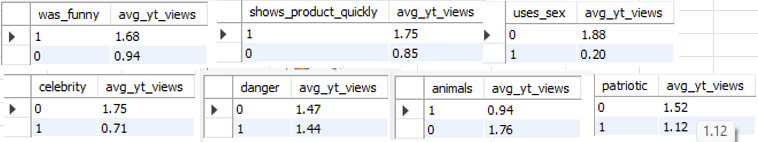 was_funny avg_yt_views
1 1.68
0 0.94
shows_product_quickly avg_yt_views
1 1.75
0 0.85
uses_sex avg_yt_views
0 1.88
1 0.20
celebrity avg_yt_views
0 1.75
1 0.71
danger avg_yt_views
0 1.47
1 1.44
animals avg_yt_views
1 0.94
0 1.76
patriotic avg_yt_views
0 1.52
1 1.12
1.12